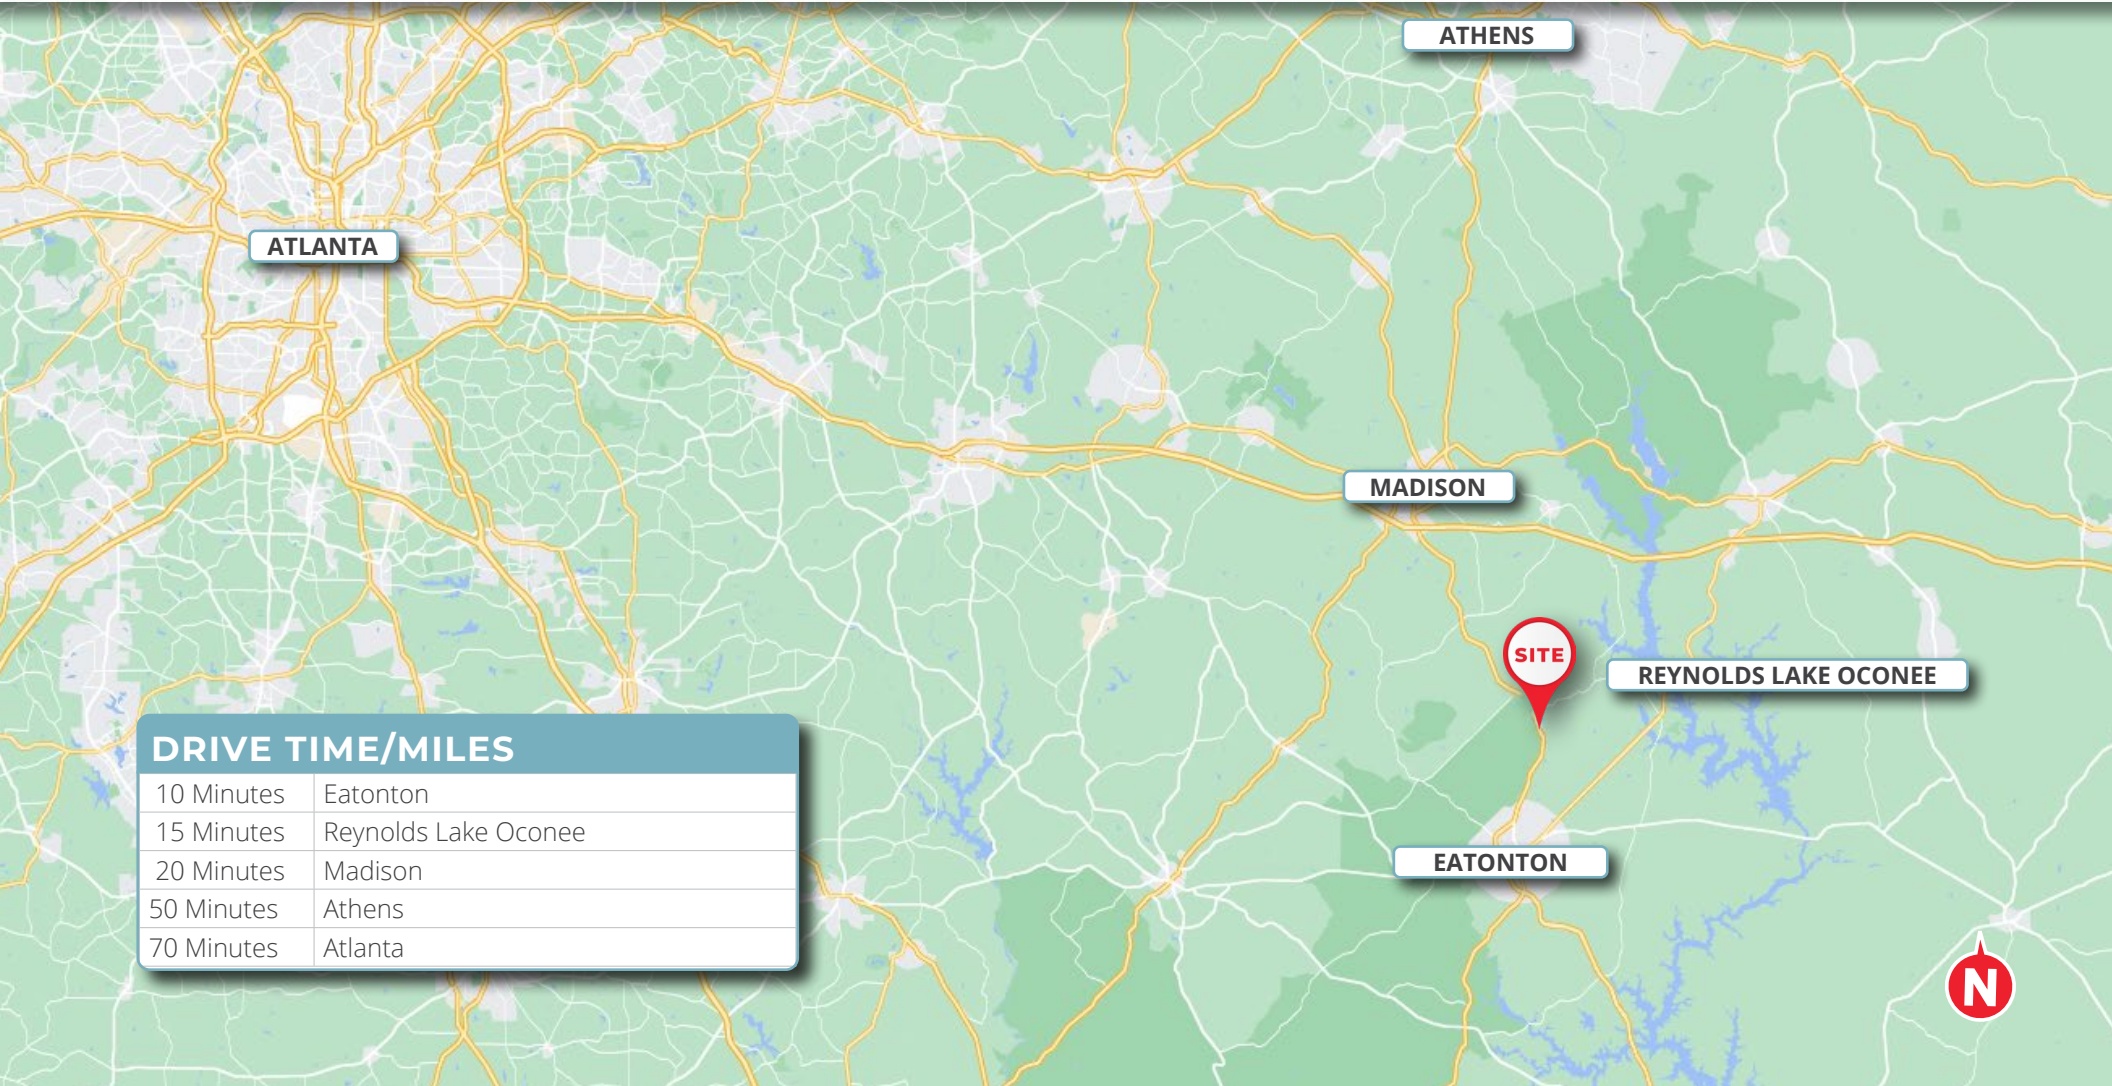 ATHENS
ATLANTA
MADISON
SITE
REYNOLDS LAKE OCONEE
DRIVE TIME/MILES
10 Minutes Eatonton
15 Minutes Reynolds Lake Oconee
20 Minutes Madison
50 Minutes Athens
70 Minutes Atlanta
EATONTON
N